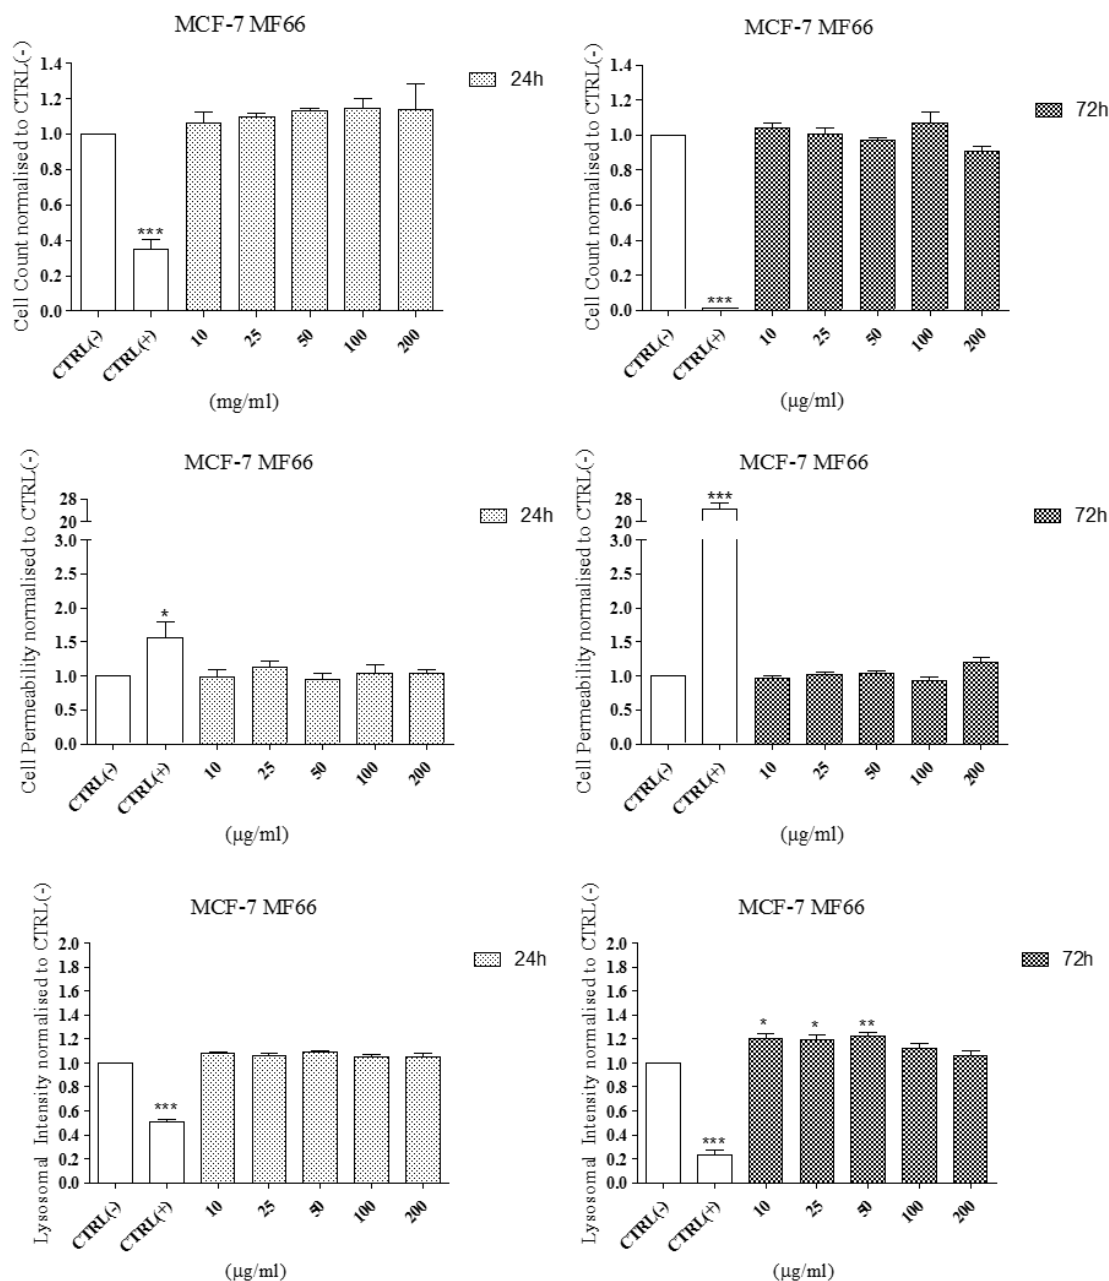 MCF-7 MF66
Cell Count normalised to CTRL(-)
1.4
1.2
1.0
0.8
0.6
0.4
0.2
0.0
***
24h
CTRL(-) CTRL(+) 10 25 50 100 200
(mg/ml)
MCF-7 MF66
Cell Count normalised to CTRL(-)
1.4
1.2
1.0
0.8
0.6
0.4
0.2
0.0
***
72h
CTRL(-) CTRL(+) 10 25 50 100 200
(μg/ml)
MCF-7 MF66
Cell Permeability normalised to CTRL(-)
28
20
3.0
2.5
2.0
1.5
1.0
0.5
0.0
*
24h
CTRL(-) CTRL(+) 10 25 50 100 200
(μg/ml)
MCF-7 MF66
Cell Permeability normalised to CTRL(-)
28
20
3.0
2.5
2.0
1.5
1.0
0.5
0.0
***
72h
CTRL(-) CTRL(+) 10 25 50 100 200
(μg/ml)
MCF-7 MF66
Lysosomal Intensity normalised to CTRL(-)
2.0
1.8
1.6
1.4
1.2
1.0
0.8
0.6
0.4
0.2
0.0
***
24h
CTRL(-) CTRL(+) 10 25 50 100 200
(μg/ml)
MCF-7 MF66
Lysosomal Intensity normalised to CTRL(-)
2.0
1.8
1.6
1.4
1.2
1.0
0.8
0.6
0.4
0.2
0.0
*** * * **
72h
CTRL(-) CTRL(+) 10 25 50 100 200
(μg/ml)